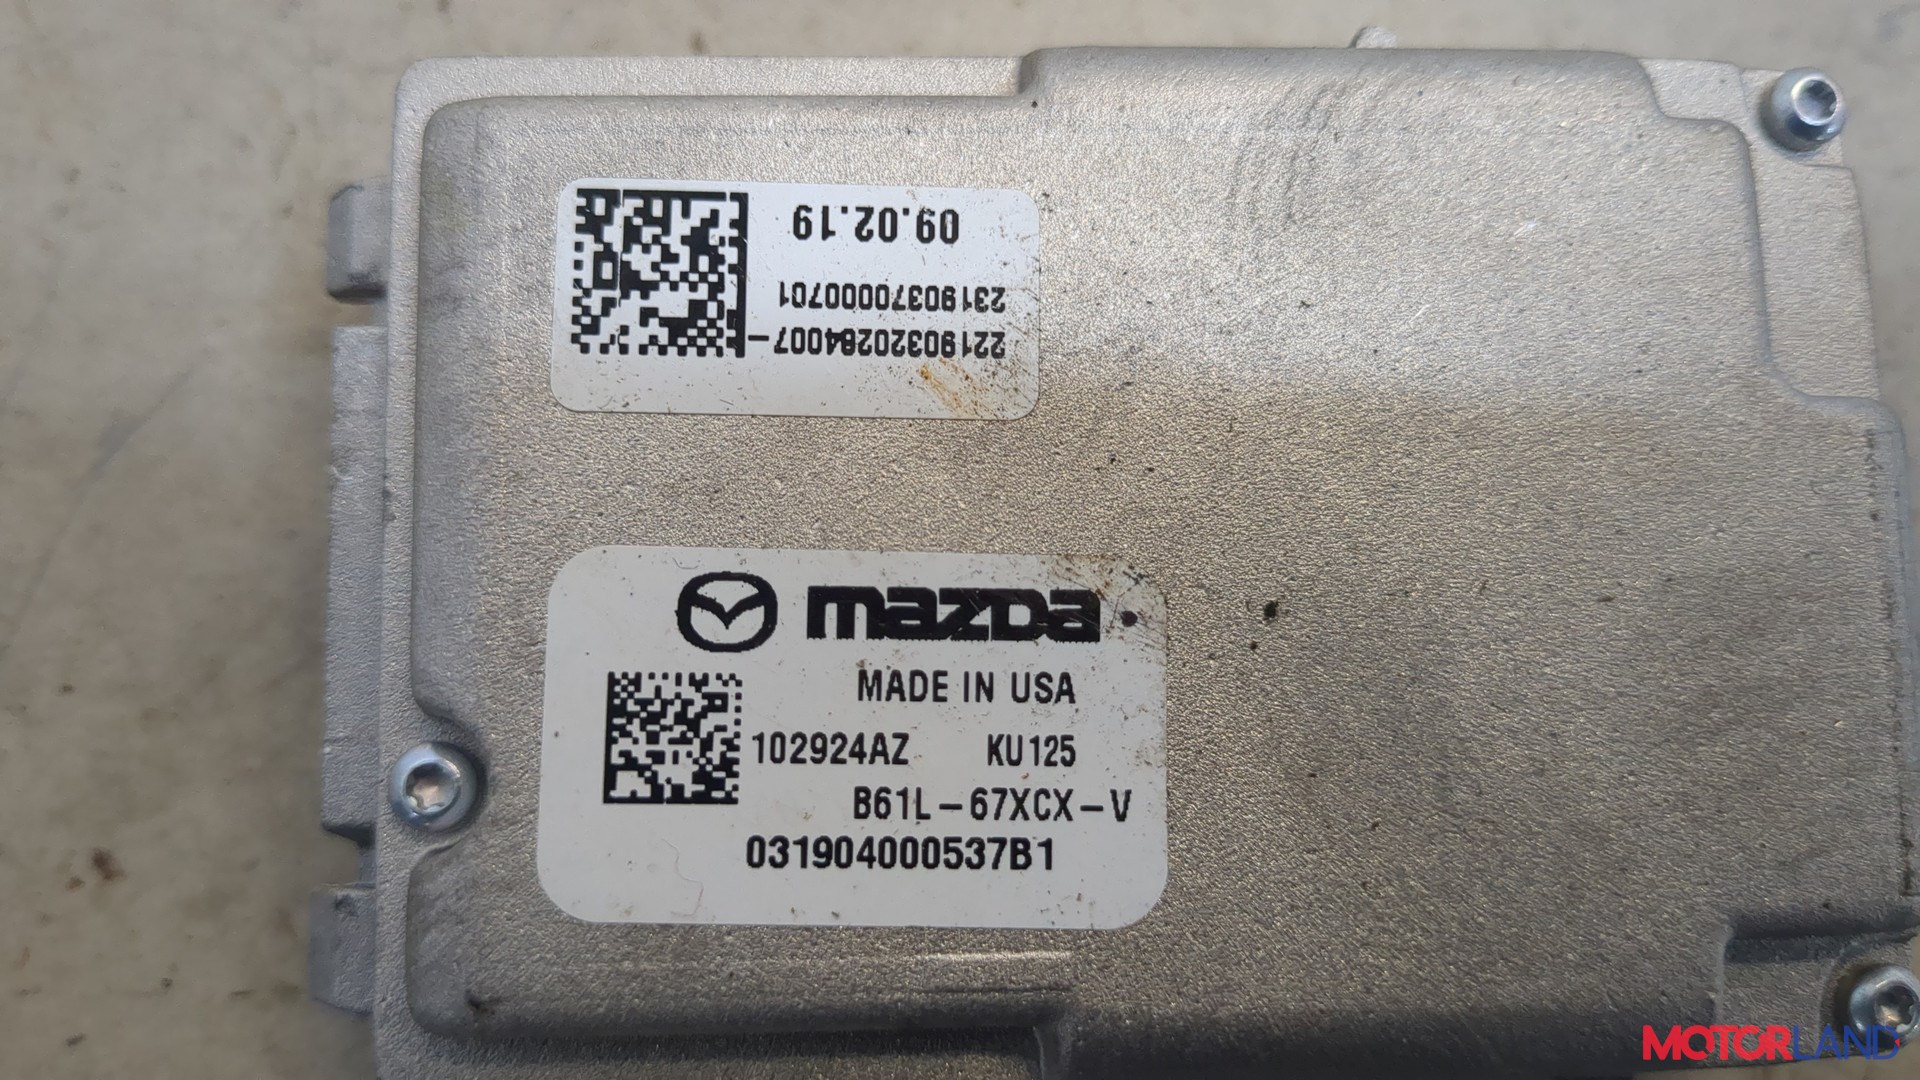 09.02.19
2319037000701
22190320284007-
mazda
MADE IN USA
102924AZ KU125
B61L-67XCX-V
031904000537B1
MOTORLAND